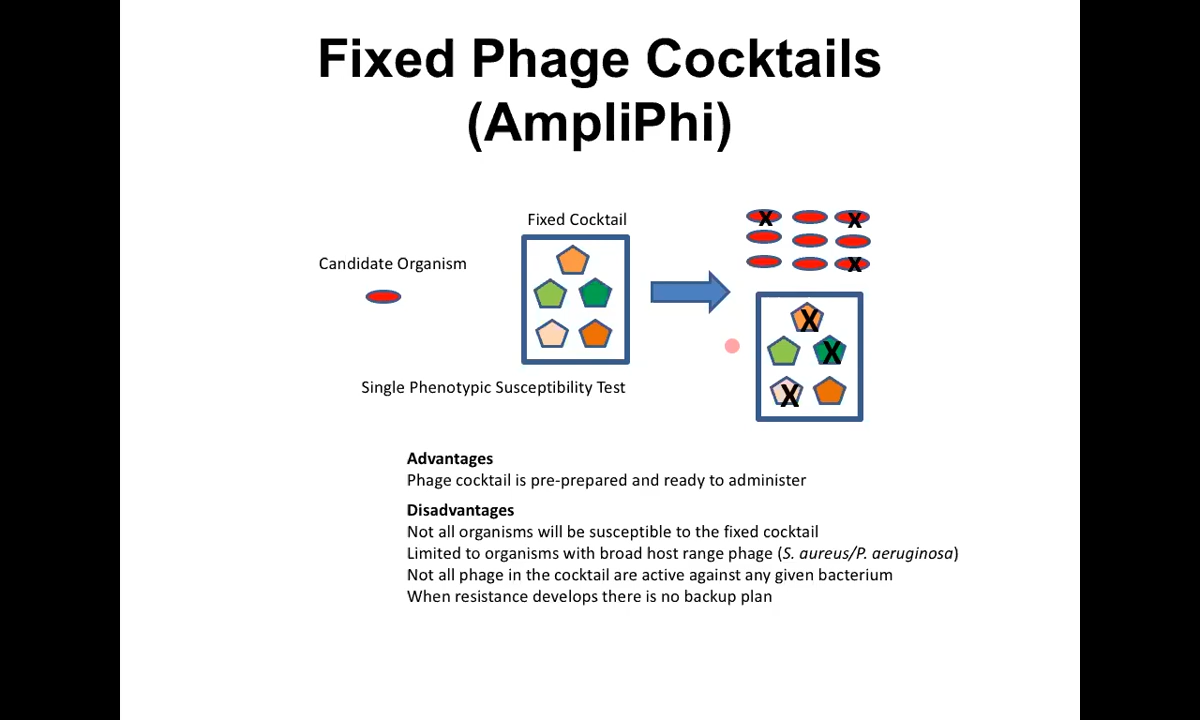 Fixed Phage Cocktails
(AmpliPhi)
Fixed Cocktail
Candidate Organism
Single Phenotypic Susceptibility Test
X X
X
X
X
X
Advantages
Phage cocktail is pre-prepared and ready to administer
Disadvantages
Not all organisms will be susceptible to the fixed cocktail
Limited to organisms with broad host range phage (S. aureus/P. aeruginosa)
Not all phage in the cocktail are active against any given bacterium
When resistance develops there is no backup plan